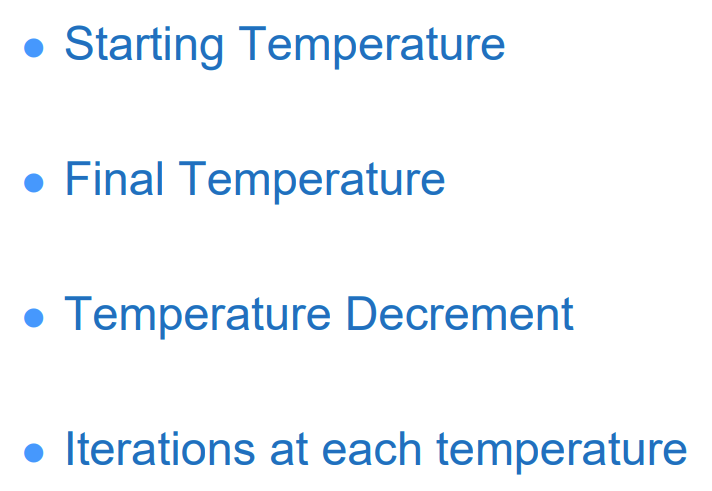 • Starting Temperature
• Final Temperature
• Temperature Decrement
• Iterations at each temperature